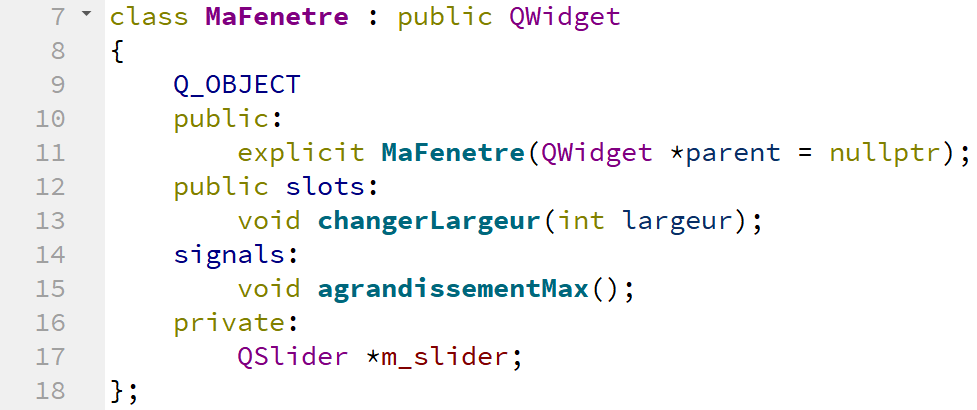 7 class MaFenetre : public QWidget
8 {
9     Q_OBJECT
10     public:
11         explicit MaFenetre(QWidget *parent = nullptr);
12     public slots:
13         void changerLargeur(int largeur);
14     signals:
15         void agrandissementMax();
16     private:
17         QSlider *m_slider;
18 };